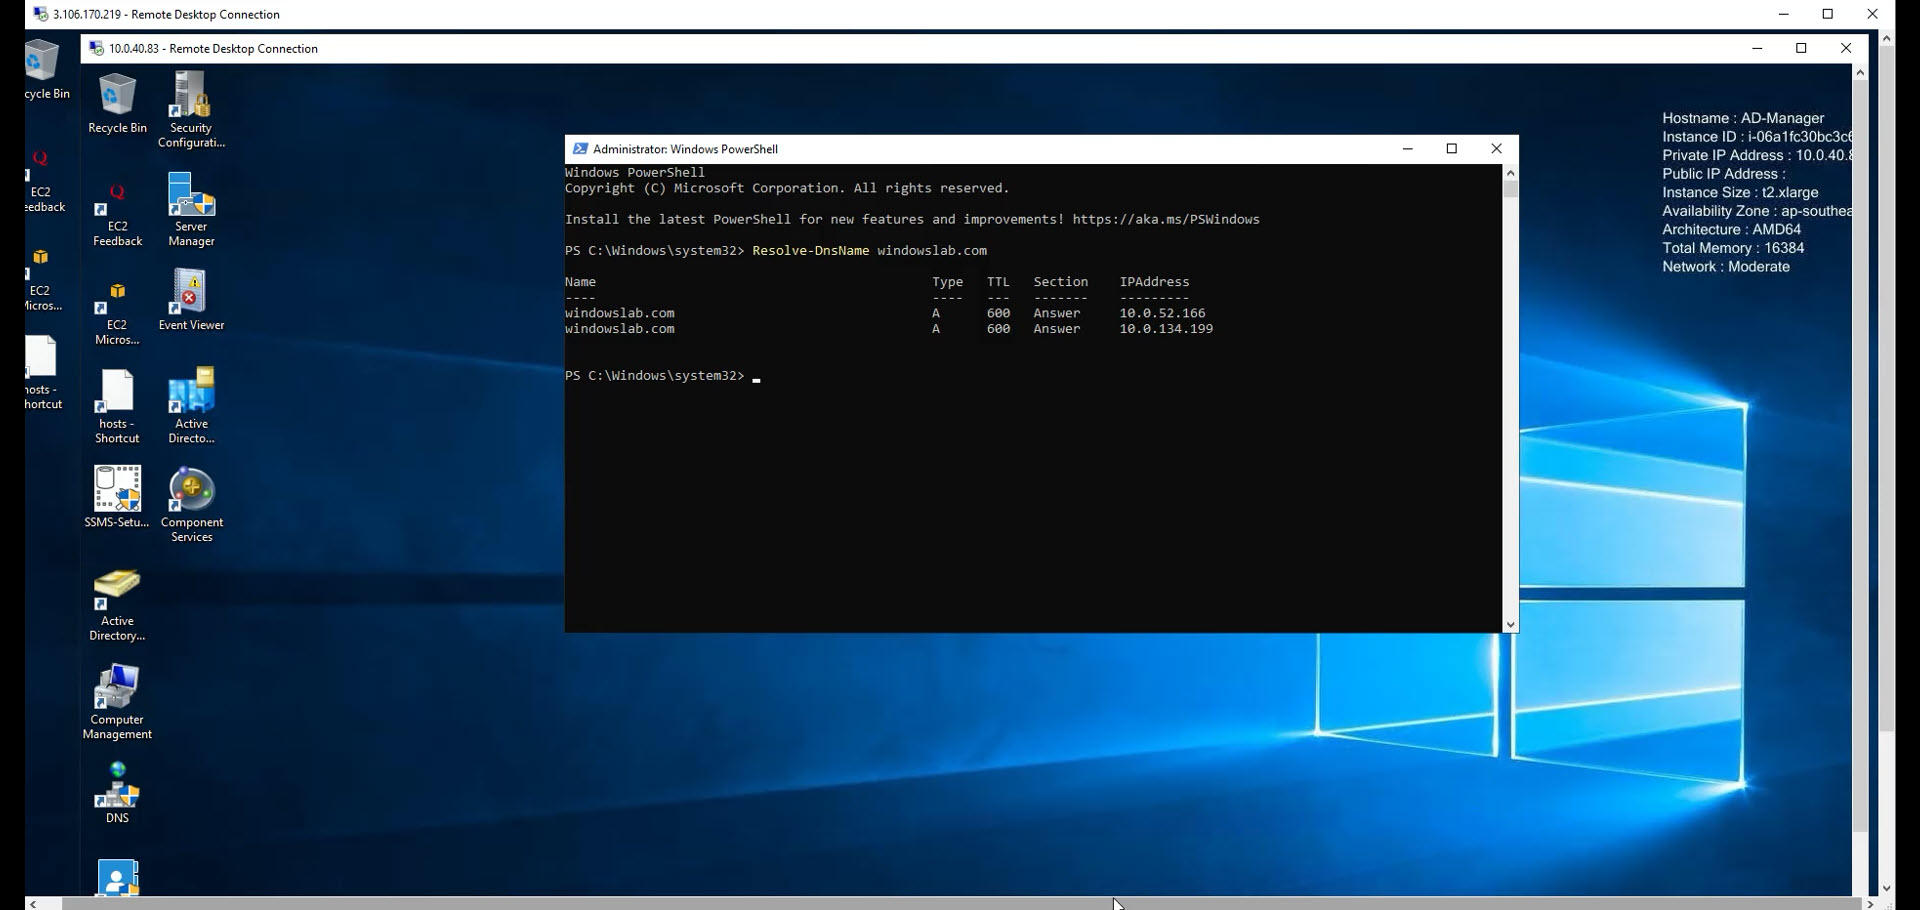 3.106.170.219 - Remote Desktop Connection
10.0.40.83 - Remote Desktop Connection
cycle Bin
EC2
eedback
EC2
Micros...
hosts -
hortcut
Recycle Bin
Security
Configurati...
EC2
Feedback
Server
Manager
EC2
Micros...
Event Viewer
hosts -
Shortcut
Active
Directo...
SSMS-Setu...
Component
Services
Active
Directory...
Computer
Management
DNS
Hostname : AD-Manager
Instance ID : i-06a1fc30bc3c6
Private IP Address : 10.0.40.8
Public IP Address :
Instance Size : t2.xlarge
Availability Zone : ap-southea
Architecture : AMD64
Total Memory : 16384
Network : Moderate
Administrator: Windows PowerShell
Windows PowerShell
Copyright (C) Microsoft Corporation. All rights reserved.
Install the latest PowerShell for new features and improvements! https://aka.ms/PSWindows
PS C:\Windows\system32> Resolve-DnsName windowslab.com
Name Type TTL Section IPAddress
---- ---- --- ------- ---------
windowslab.com A 600 Answer 10.0.52.166
windowslab.com A 600 Answer 10.0.134.199
PS C:\Windows\system32>